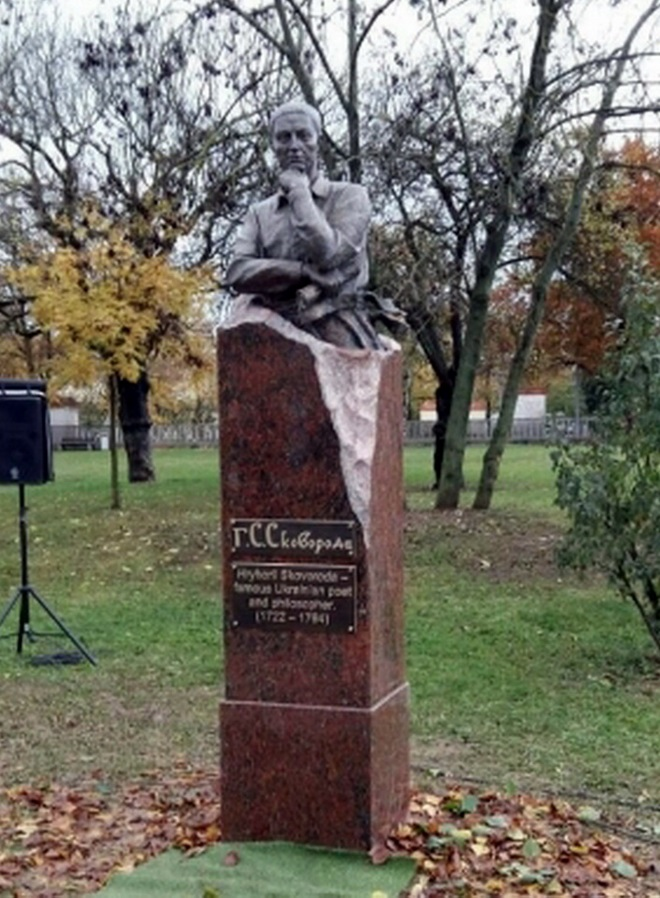 Г.С.Сковорода
Hryhorii Skovoroda –
famous Ukrainian poet
and philosopher.
(1722 – 1794)